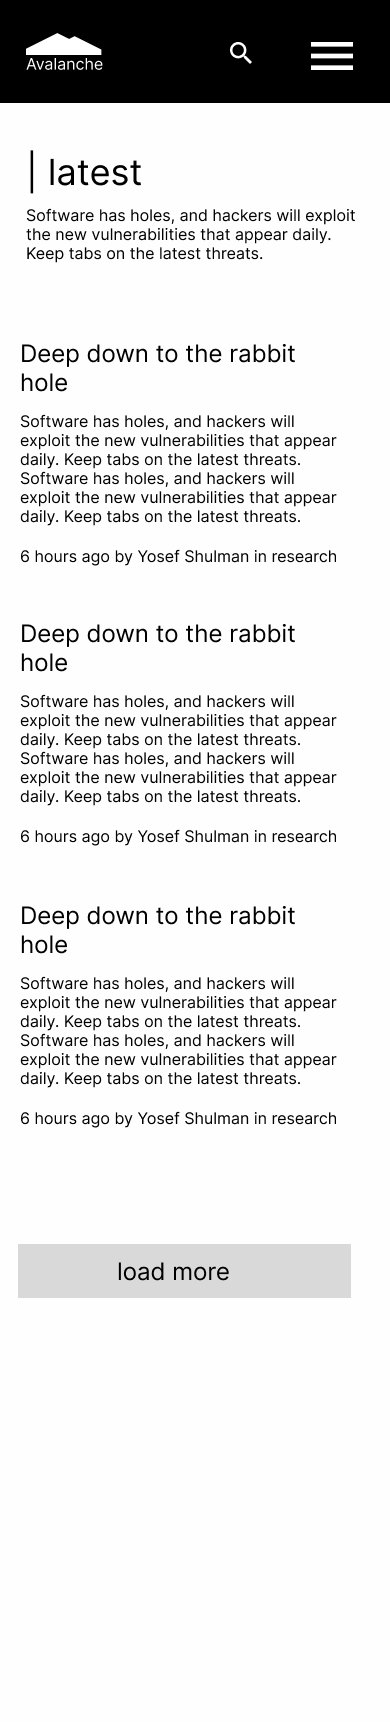 Avalanche
| latest
Software has holes, and hackers will exploit
the new vulnerabilities that appear daily.
Keep tabs on the latest threats.
Deep down to the rabbit
hole
Software has holes, and hackers will
exploit the new vulnerabilities that appear
daily. Keep tabs on the latest threats.
Software has holes, and hackers will
exploit the new vulnerabilities that appear
daily. Keep tabs on the latest threats.
6 hours ago by Yosef Shulman in research
Deep down to the rabbit
hole
Software has holes, and hackers will
exploit the new vulnerabilities that appear
daily. Keep tabs on the latest threats.
Software has holes, and hackers will
exploit the new vulnerabilities that appear
daily. Keep tabs on the latest threats.
6 hours ago by Yosef Shulman in research
Deep down to the rabbit
hole
Software has holes, and hackers will
exploit the new vulnerabilities that appear
daily. Keep tabs on the latest threats.
Software has holes, and hackers will
exploit the new vulnerabilities that appear
daily. Keep tabs on the latest threats.
6 hours ago by Yosef Shulman in research
load more